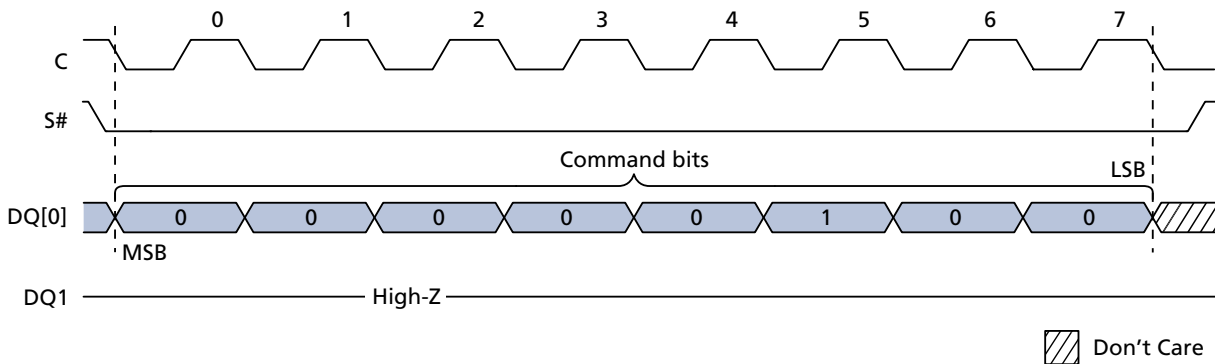 0 1 2 3 4 5 6 7
C
S#
Command bits
LSB
DQ[0] 0 0 0 0 0 1 0 0
MSB
DQ1 High-Z
Don't Care